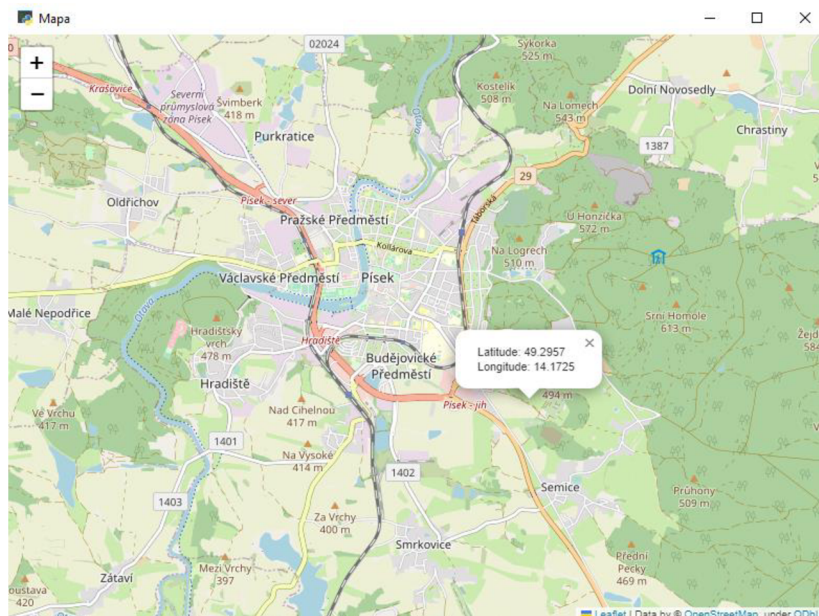 Mapa
02024
Sýkorka
525 m
+
−
Krašovice
Severní
průmyslová
zóna Písek
Švimberk
418 m
Kostelík
508 m
Dolní Novosedly
Na Lomech
543 m
Purkratice
Otava
1387
Chrastiny
29
Oldřichov
Písek - sever
Táborská
Pražské Předměstí
U Honzíčka
572 m
Kollárova
Na Logrech
510 m
Václavské Předměstí
Písek
Otava
Malé Nepodřice
Srní Homole
613 m
Hradišťský
vrch
478 m
Hradiště
Latitude: 49.2957
Longitude: 14.1725
×
Budějovické
Předměstí
Hradiště
494 m
Ve Vrchu
417 m
Nad Cihelnou
417 m
Písek - jih
1401
Na Vysoké
414 m
1402
Semice
Průhony
509 m
1403
Za Vrchy
400 m
Smrkovice
Mezi Vrchy
397
Zátaví
Přední
Pecky
469 m
420
Leaflet | Data by © OpenStreetMap, under ODbL